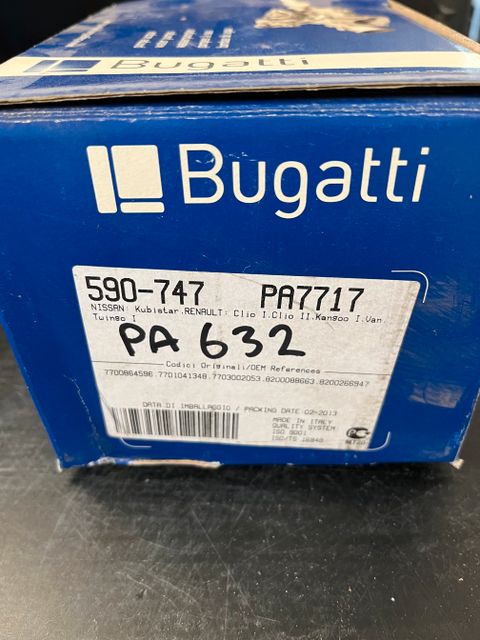 Bugatti
Bugatti
590-747 PA7717
NISSAN: Kubistar.RENAULT: Clio I.Clio II.Kangoo I.Van.
Twingo I
PA 632
Codici Originali/OEM References
7700864596.7701041348.7703002053.8200088663.8200266947
DATA DI IMBALLAGGIO / PACKING DATE 02-2013
MADE IN ITALY
QUALITY SYSTEM
ISO 9001
ISO/TS 16949